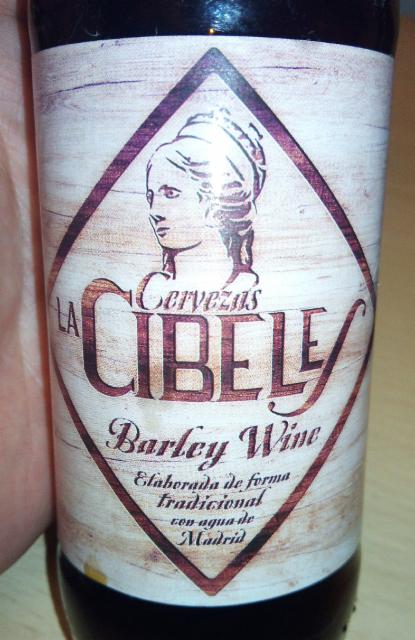 Cervezas
LA CIBELES
Barley Wine
Elaborada de forma
tradicional
con agua de
Madrid